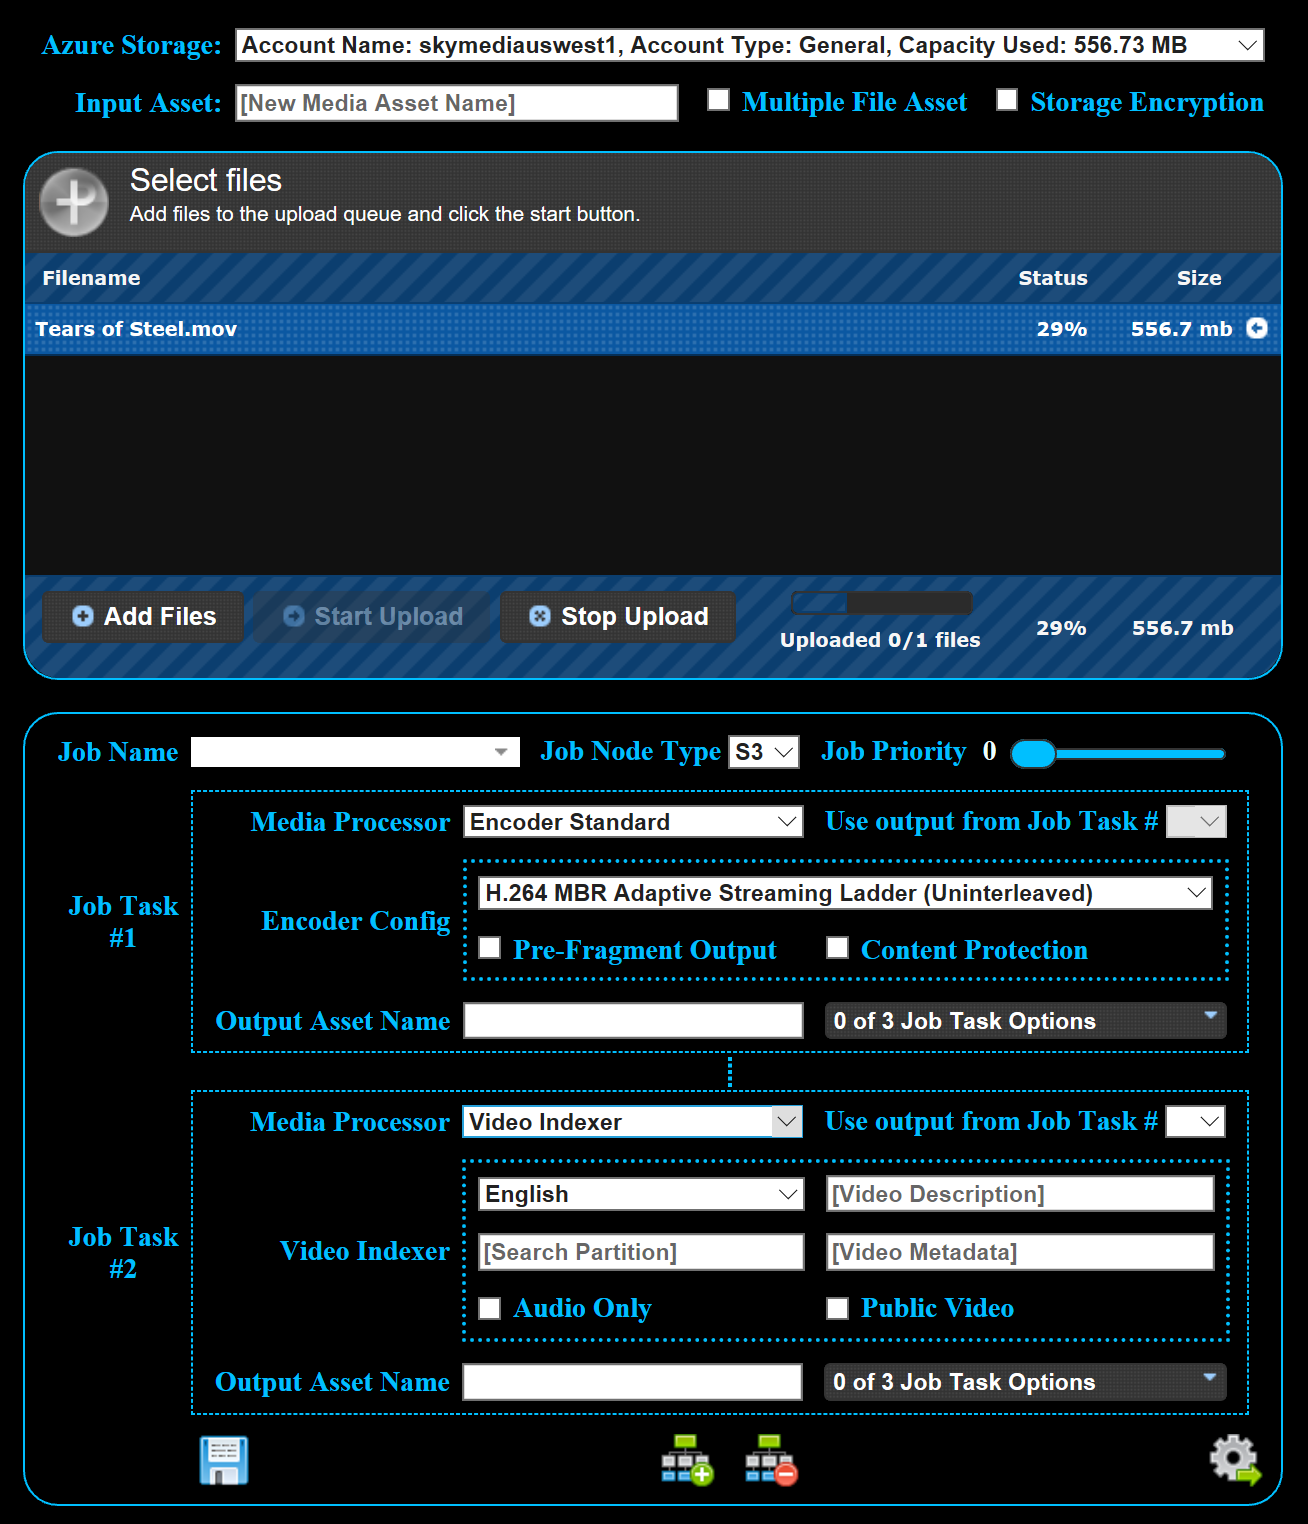 Azure Storage: Account Name: skymediauswest1, Account Type: General, Capacity Used: 556.73 MB
Input Asset: [New Media Asset Name] Multiple File Asset Storage Encryption
Select files
Add files to the upload queue and click the start button.
Filename Status Size
Tears of Steel.mov 29% 556.7 mb
Add Files Start Upload Stop Upload
Uploaded 0/1 files 29% 556.7 mb
Job Name Job Node Type S3 Job Priority 0
Media Processor Encoder Standard Use output from Job Task #
Job Task
#1
Encoder Config
H.264 MBR Adaptive Streaming Ladder (Uninterleaved)
Pre-Fragment Output Content Protection
Output Asset Name 0 of 3 Job Task Options
Media Processor Video Indexer Use output from Job Task #
Job Task
#2
Video Indexer
English [Video Description]
[Search Partition] [Video Metadata]
Audio Only Public Video
Output Asset Name 0 of 3 Job Task Options